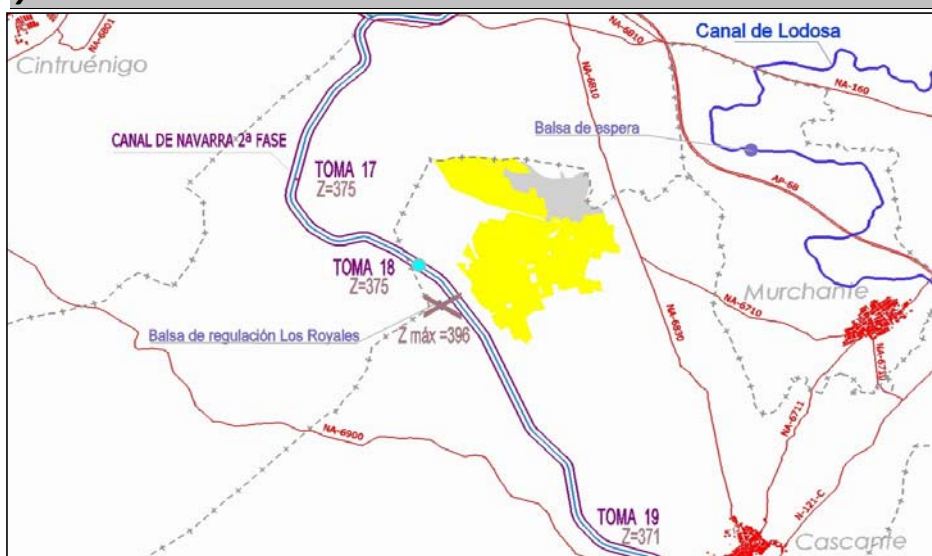 NA-6801
Cintruénigo
NA-6810
Canal de Lodosa
NA-6810
NA-160
CANAL DE NAVARRA 2ª FASE
Balsa de espera
TOMA 17
Z=375
AP-68
TOMA 18
Z=375
Murchante
NA-6710
Balsa de regulación Los Royales
Z máx =396
NA-6830
NA-6710
NA-6711
NA-6900
N-121-C
TOMA 19
Z=371
Cascante